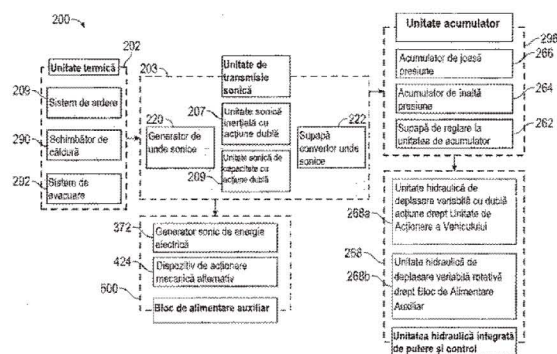 200
Unitate termică
202
208
Sistem de ardere
290
Schimbător de
căldură
292
Sistem de
evacuare
203
Unitate de
transmisie
sonică
220
Generator de
unde sonice
207
Unitate sonică
inerțială cu
acțiune dublă
Unitate sonică
de capacitate cu
acțiune dublă
209
222
Supapă
convertor unde
sonice
Unitate acumulator
296
Acumulator de joasă
presiune
266
Acumulator de înaltă
presiune
264
Supapă de reglare la
unitatea de acumulator
262
372
Generator sonic de energie
electrică
424
Dispozitiv de acționare
mecanică alternativ
600
Bloc de alimentare auxiliar
Unitate hidraulică de
deplasare variabilă cu dublă
acțiune drept Unitate de
Acționare a Vehiculului
268a
268
Unitate hidraulică de
deplasare variabilă rotativă
drept Bloc de Alimentare
Auxiliar
268b
Unitatea hidraulică integrată
de putere și control